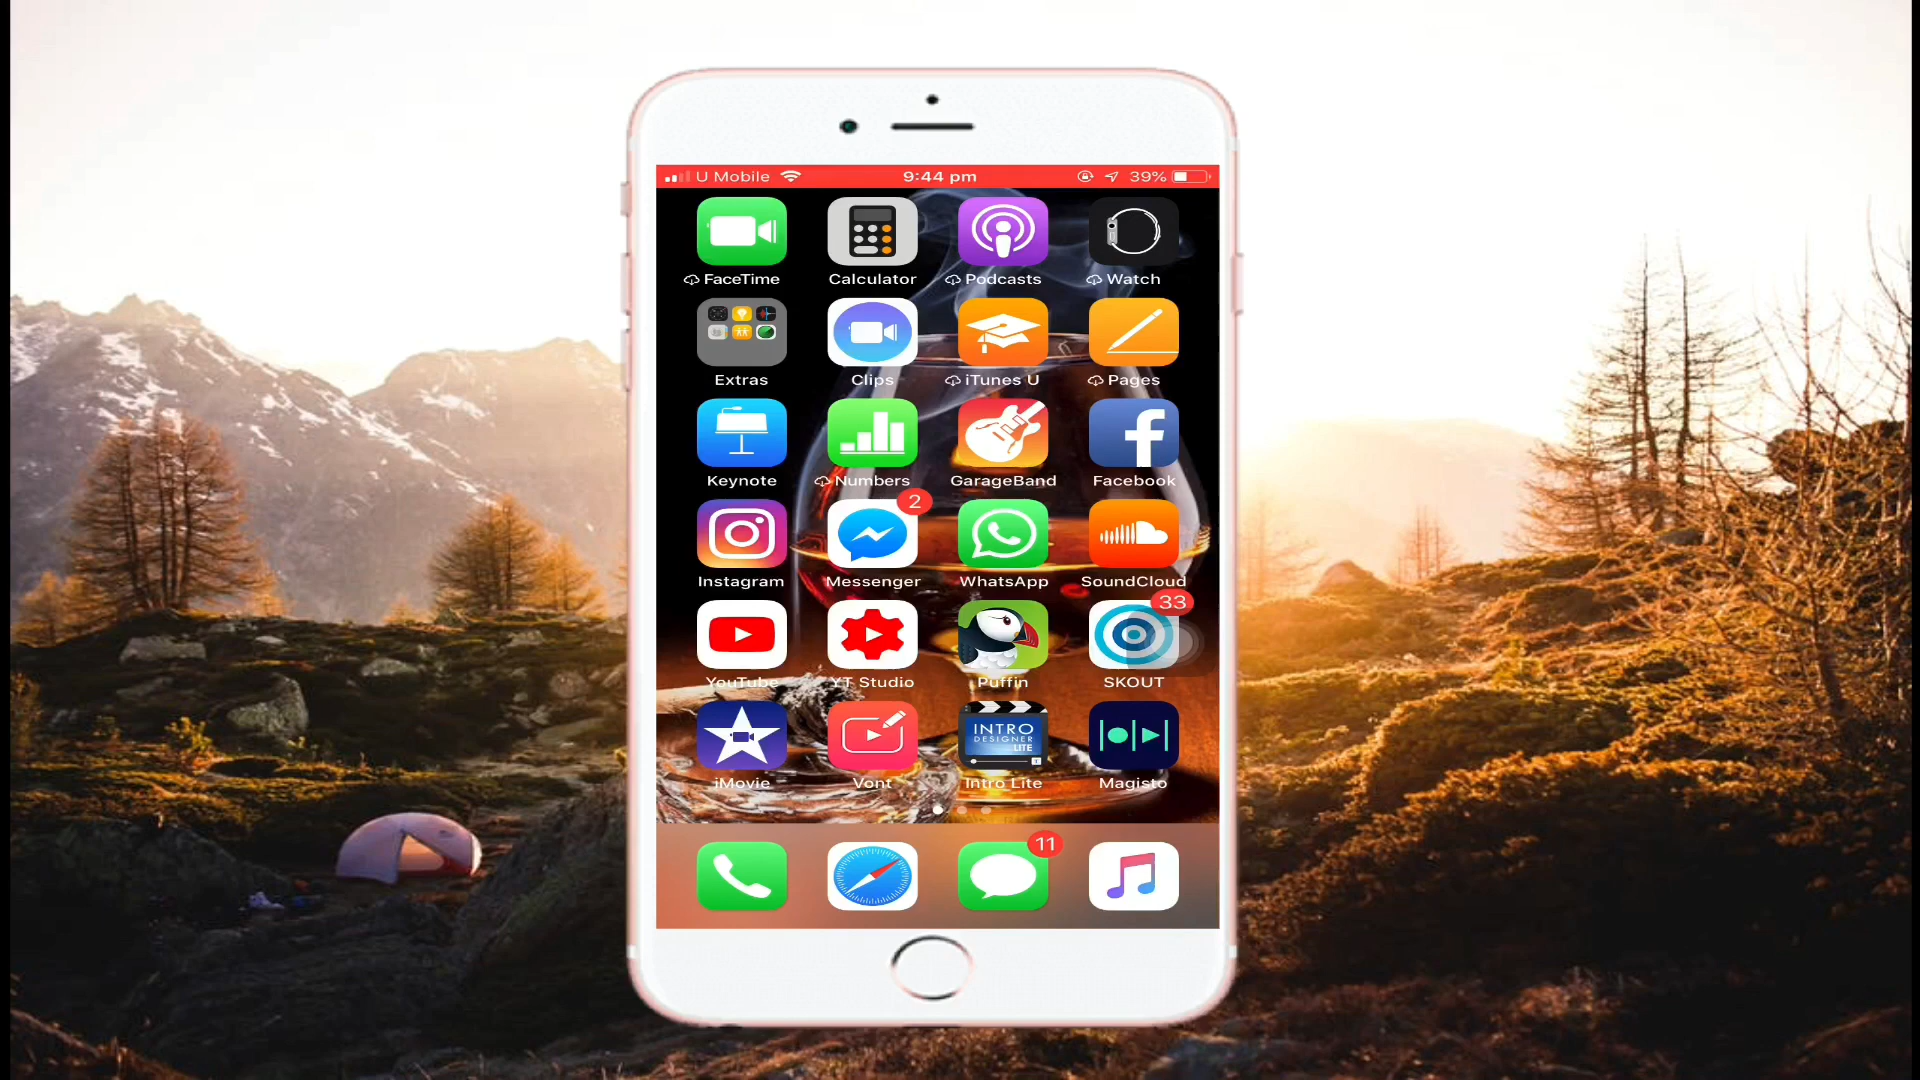 U Mobile 9:44 pm 39%
FaceTime Calculator Podcasts Watch
Extras Clips iTunes U Pages
Keynote Numbers GarageBand Facebook
2
Instagram Messenger WhatsApp SoundCloud
33
YouTube YT Studio Puffin SKOUT
INTRO
DESIGNER
LITE
iMovie Vont Intro Lite Magisto
11